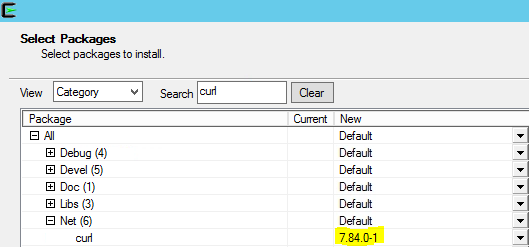 Select Packages
Select packages to install.
View Category Search curl Clear
Package Current New
All Default
Debug (4) Default
Devel (5) Default
Doc (1) Default
Libs (3) Default
Net (6) Default
curl 7.84.0-1